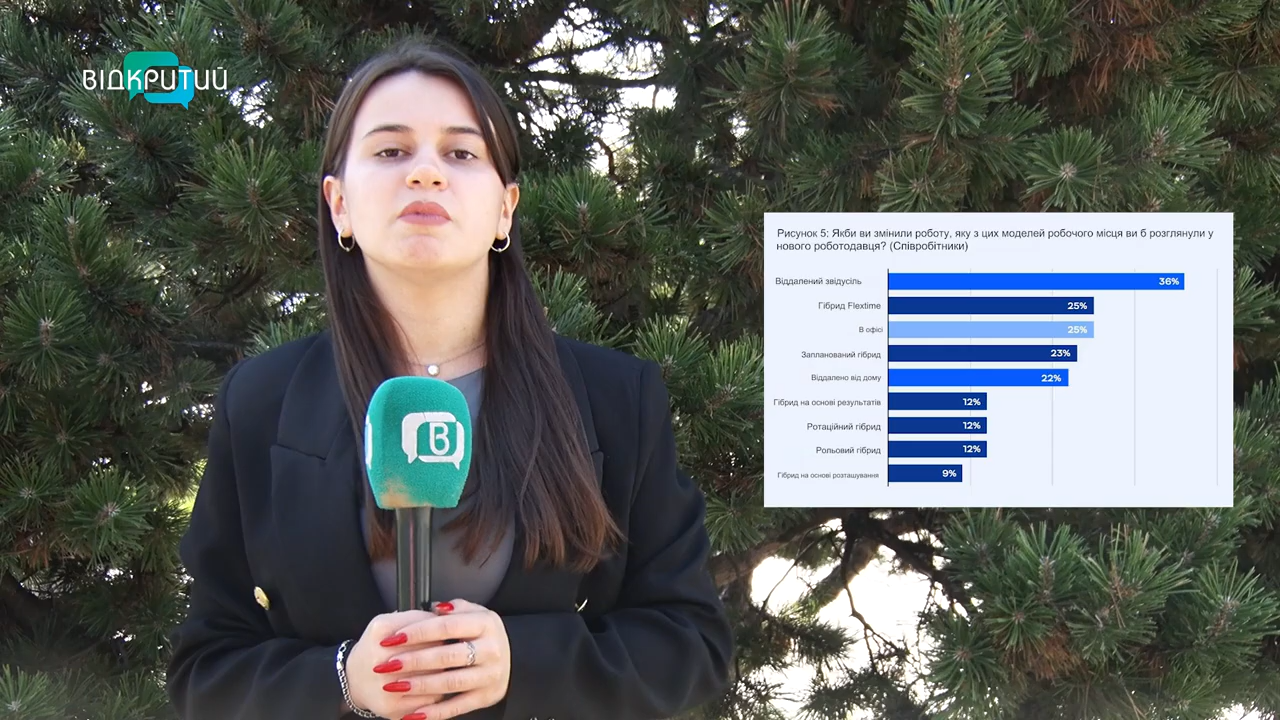 ВІДКРИТИЙ
В
Рисунок 5: Якби ви змінили роботу, яку з цих моделей робочого місця ви б розглянули у
нового роботодавця? (Співробітники)
Віддалений звідусіль 36%
Гібрид Flextime 25%
В офісі 25%
Запланований гібрид 23%
Віддалено від дому 22%
Гібрид на основі результатів 12%
Ротаційний гібрид 12%
Рольовий гібрид 12%
Гібрид на основі розташування 9%